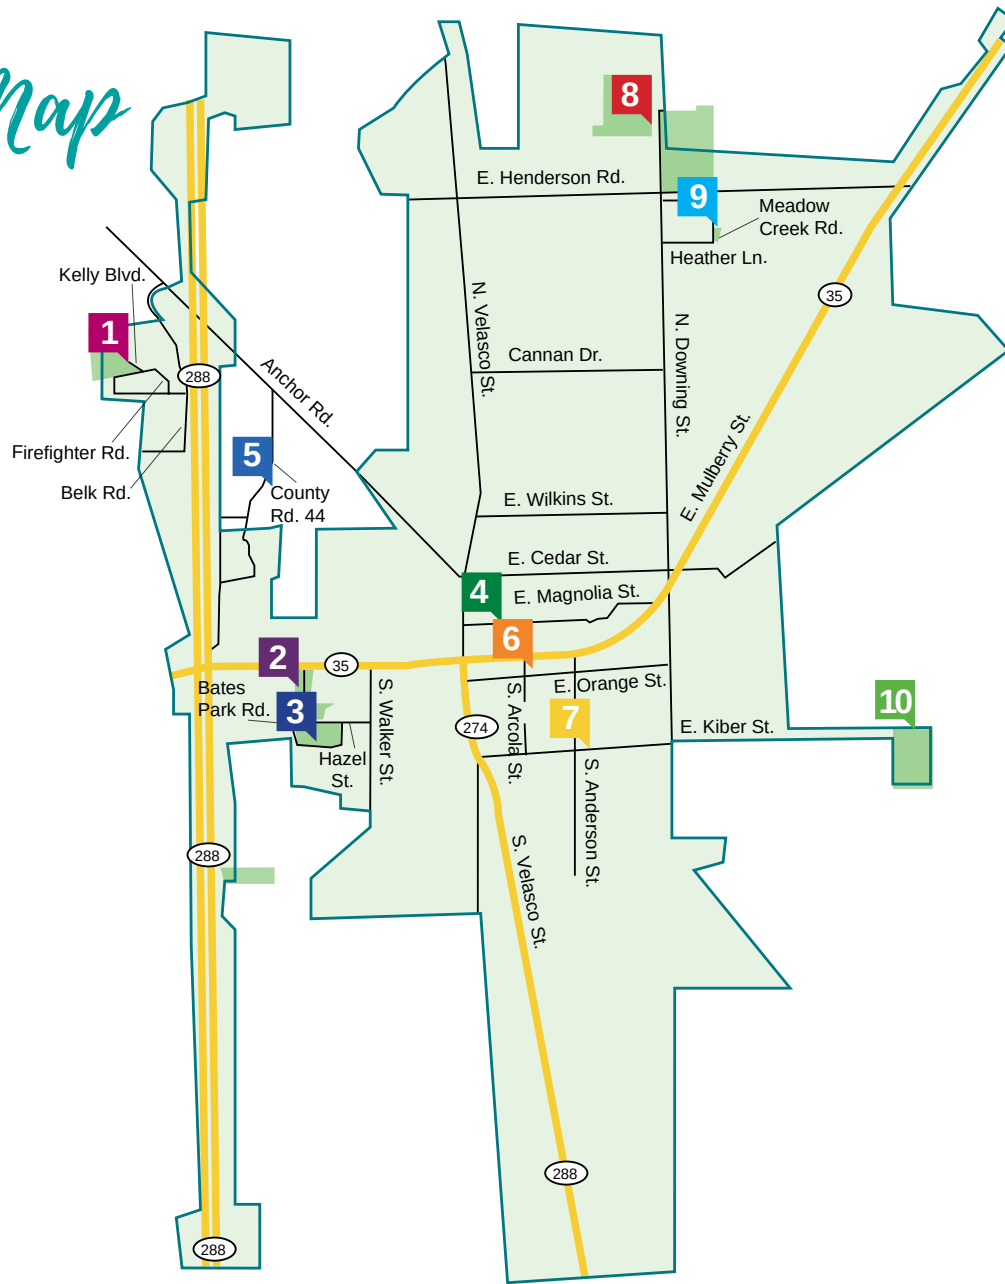 Map
8
E. Henderson Rd.
9
Meadow
Creek Rd.
Heather Ln.
Kelly Blvd.
35
N. Velasco St.
N. Downing St.
1
Cannan Dr.
288
Anchor Rd.
E. Mulberry St.
Firefighter Rd.
5
Belk Rd.
County
Rd. 44
E. Wilkins St.
E. Cedar St.
4
E. Magnolia St.
6
2
35
Bates
Park Rd.
3
S. Walker St.
E. Orange St.
S. Arcola St.
7
10
274
E. Kiber St.
Hazel
St.
S. Anderson St.
288
S. Velasco St.
288
288